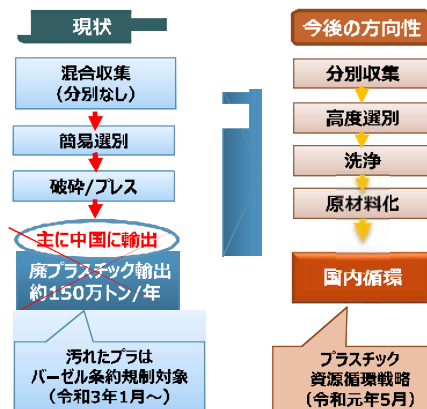 現状
混合収集
(分別なし)
簡易選別
破砕/プレス
主に中国に輸出
廃プラスチック輸出
約150万トン/年
汚れたプラは
バーゼル条約規制対象
(令和3年1月~)
今後の方向性
分別収集
高度選別
洗浄
原材料化
国内循環
プラスチック
資源循環戦略
(令和元年5月)